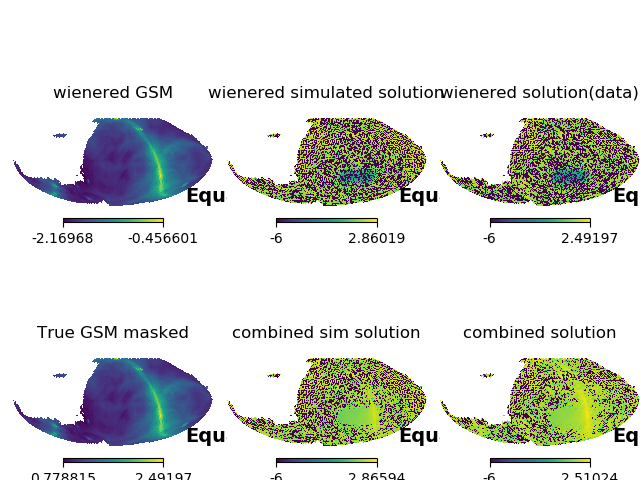 wienered GSM
wienered simulated solution
wienered solution(data)
Equ
Equ
Eq
-2.16968 -0.456601
-6 2.86019
-6 2.49197
True GSM masked
combined sim solution
combined solution
Equ
Equ
Eq
0.778815 2.49197
-6 2.86594
-6 2.51024